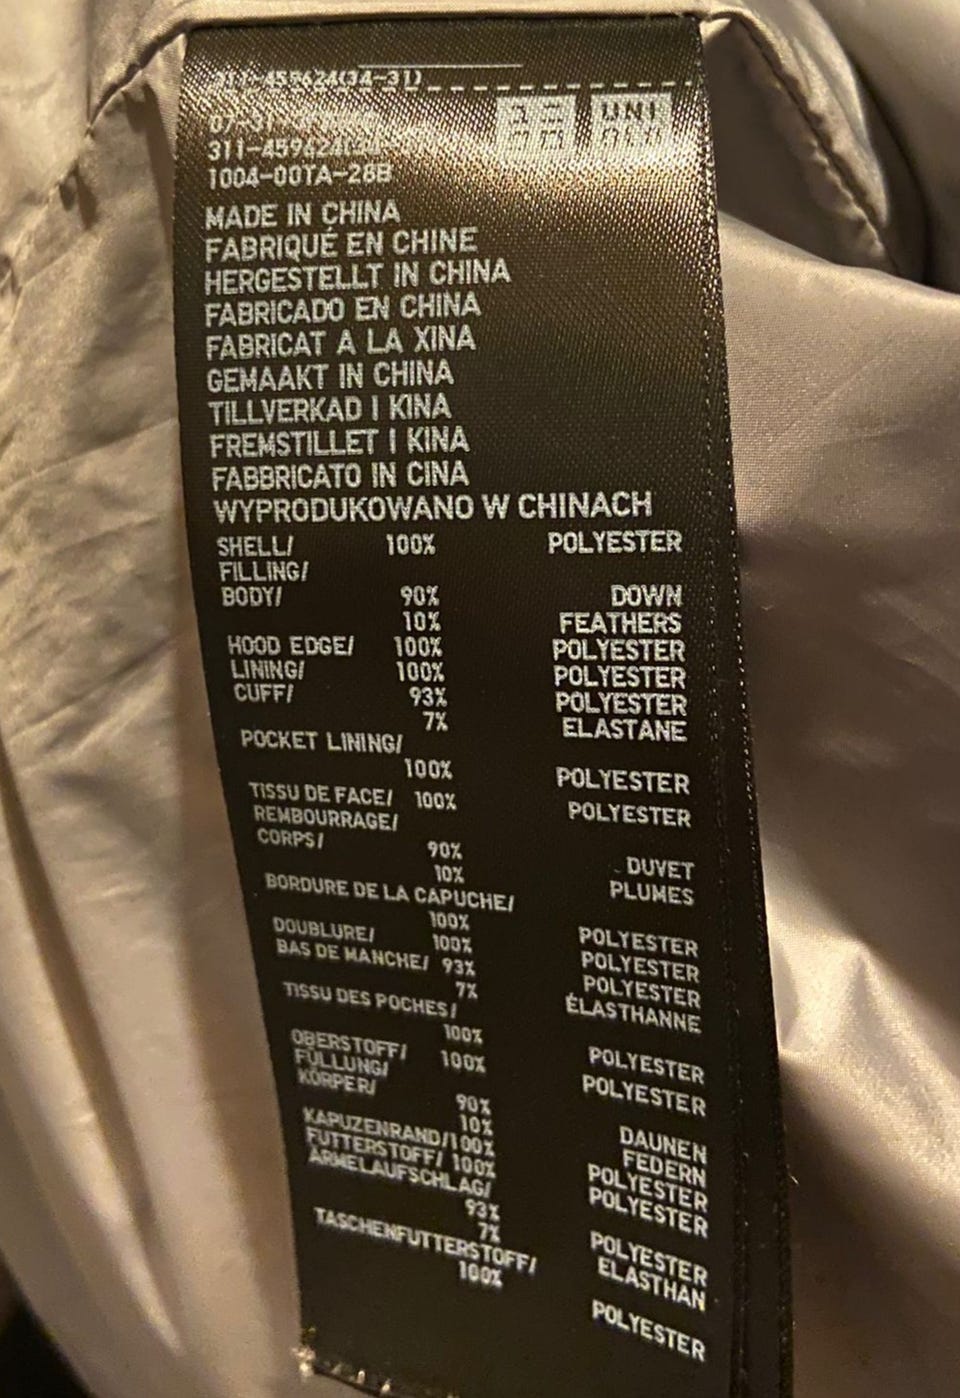 311-459624(34-31)
07-31-
311-459624(34-
1004-00TA-28B
UNI
QLO
MADE IN CHINA
FABRIQUÉ EN CHINE
HERGESTELLT IN CHINA
FABRICADO EN CHINA
FABRICAT A LA XINA
GEMAAKT IN CHINA
TILLVERKAD I KINA
FREMSTILLET I KINA
FABBRICATO IN CINA
WYPRODUKOWANO W CHINACH
SHELL/ 100% POLYESTER
FILLING/
BODY/ 90% DOWN
10% FEATHERS
HOOD EDGE/ 100% POLYESTER
LINING/ 100% POLYESTER
CUFF/ 93% POLYESTER
7% ELASTANE
POCKET LINING/
100% POLYESTER
TISSU DE FACE/ 100% POLYESTER
REMBOURRAGE/
CORPS/
90% DUVET
10% PLUMES
BORDURE DE LA CAPUCHE/
100% POLYESTER
DOUBLURE/ 100% POLYESTER
BAS DE MANCHE/ 93% POLYESTER
7% ÉLASTHANNE
TISSU DES POCHES/
100% POLYESTER
OBERSTOFF/ 100% POLYESTER
FÜLLUNG/
KÖRPER/
90% DAUNEN
10% FEDERN
KAPUZENRAND/100% POLYESTER
FUTTERSTOFF/ 100% POLYESTER
ÄRMELAUFSCHLAG/
93% POLYESTER
7% ELASTHAN
TASCHENFUTTERSTOFF/
100% POLYESTER